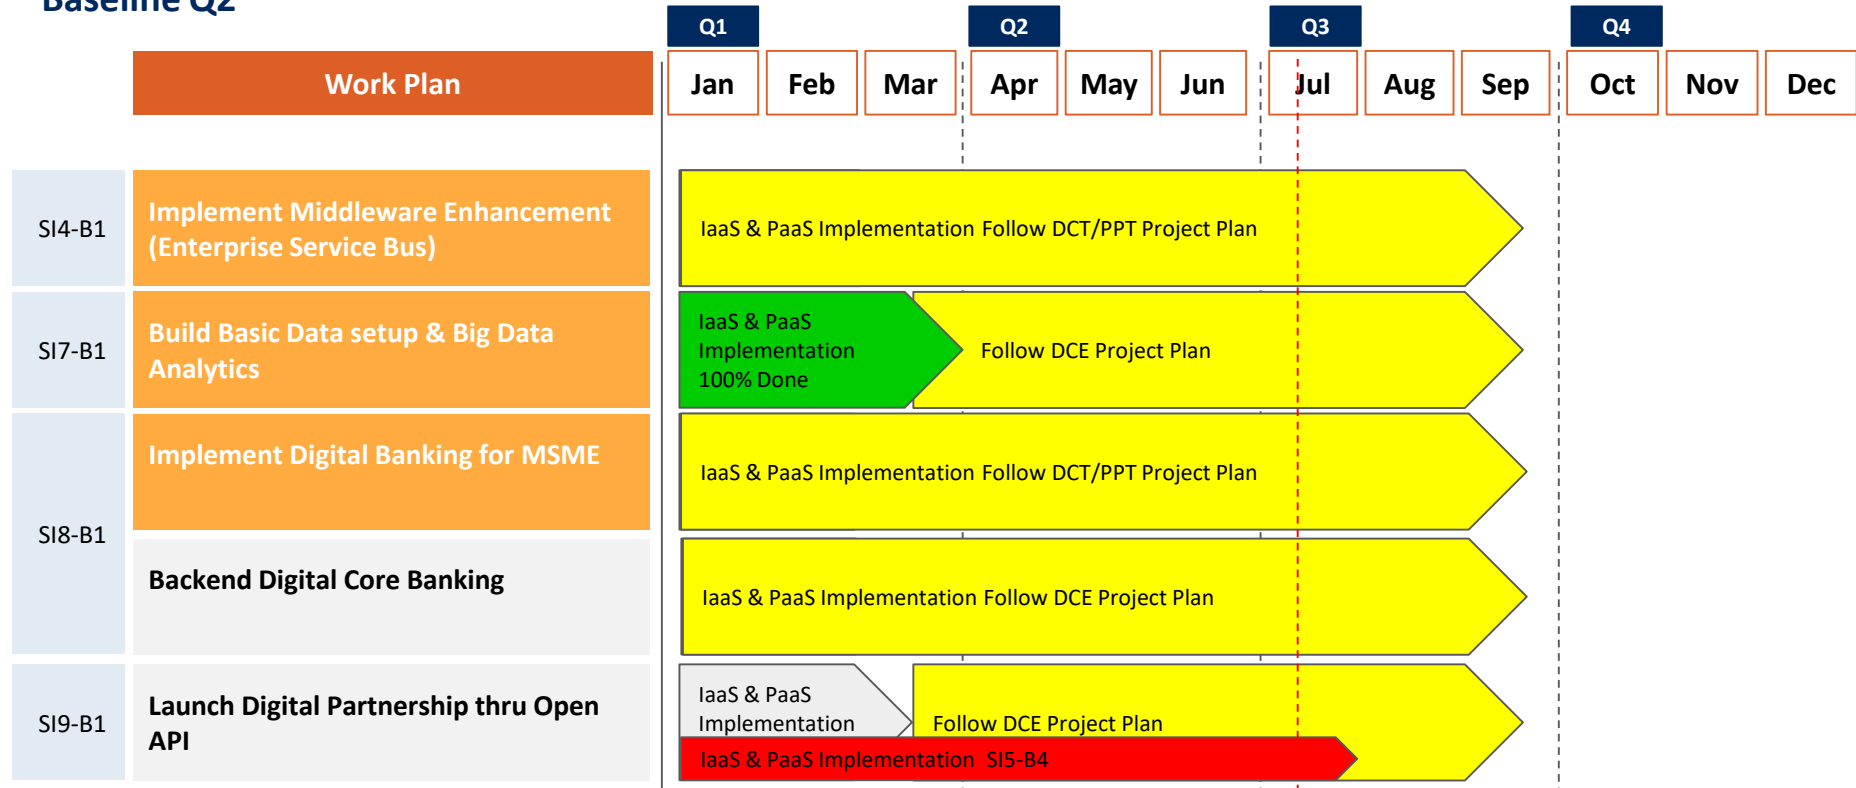 Baseline Q2
Q1
Q2
Q3
Q4
Work Plan
Jan
Feb
Mar
Apr
May
Jun
Jul
Aug
Sep
Oct
Nov
Dec
SI4-B1
Implement Middleware Enhancement
(Enterprise Service Bus)
IaaS & PaaS Implementation Follow DCT/PPT Project Plan
SI7-B1
Build Basic Data setup & Big Data
Analytics
IaaS & PaaS
Implementation
100% Done
Follow DCE Project Plan
SI8-B1
Implement Digital Banking for MSME
IaaS & PaaS Implementation Follow DCT/PPT Project Plan
Backend Digital Core Banking
IaaS & PaaS Implementation Follow DCE Project Plan
SI9-B1
Launch Digital Partnership thru Open
API
IaaS & PaaS
Implementation
Follow DCE Project Plan
IaaS & PaaS Implementation SI5-B4